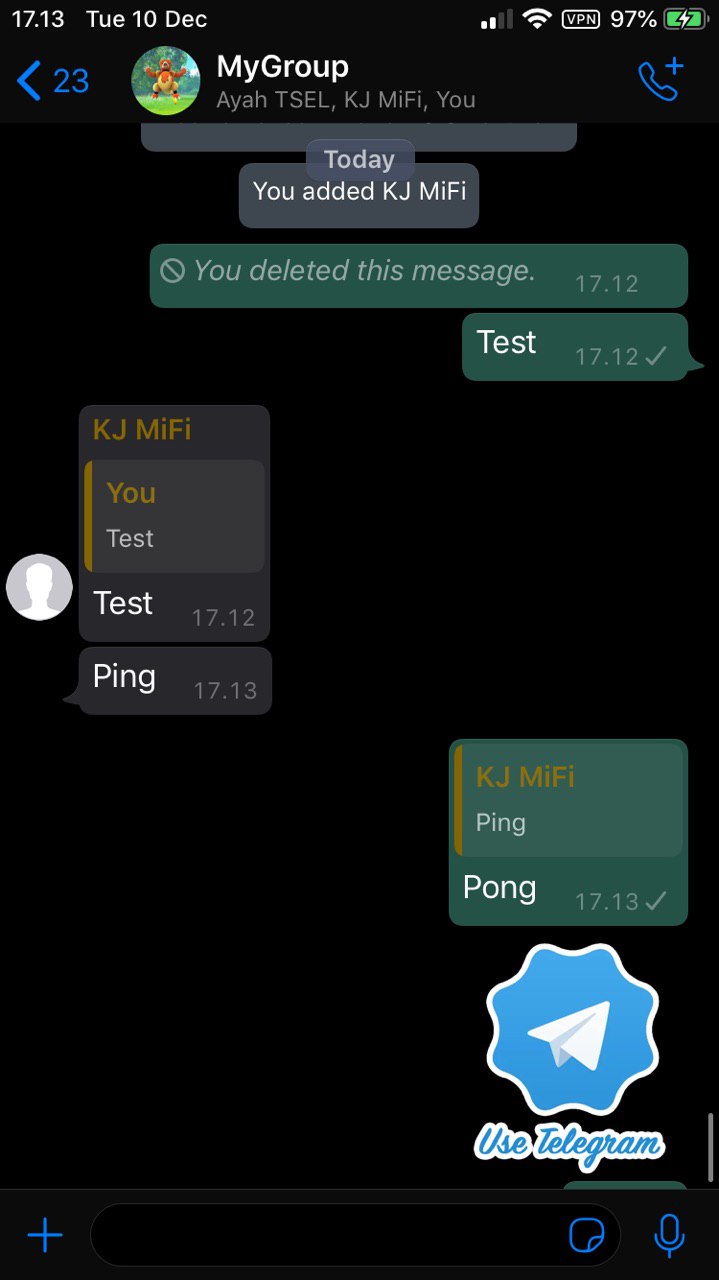 17.13 Tue 10 Dec VPN 97%
23 MyGroup
Ayah TSEL, KJ MiFi, You
Today
You added KJ MiFi
You deleted this message. 17.12
Test 17.12
KJ MiFi
You
Test
Test 17.12
Ping 17.13
KJ MiFi
Ping
Pong 17.13
Use Telegram